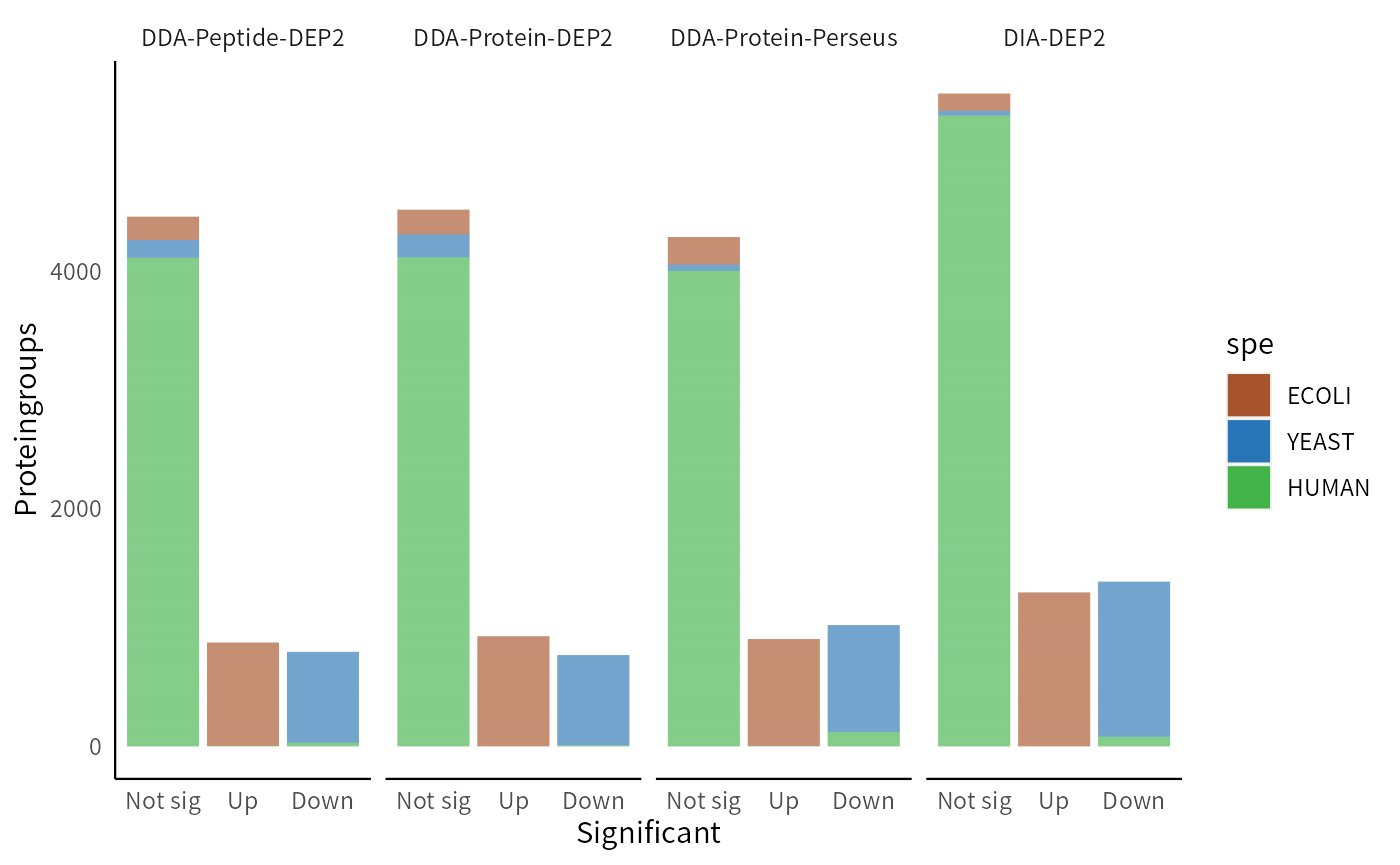 DDA-Peptide-DEP2 DDA-Protein-DEP2 DDA-Protein-Perseus DIA-DEP2
Proteingroups
4000
2000
0
Not sig Up Down Not sig Up Down Not sig Up Down Not sig Up Down
Significant
spe
ECOLI
YEAST
HUMAN